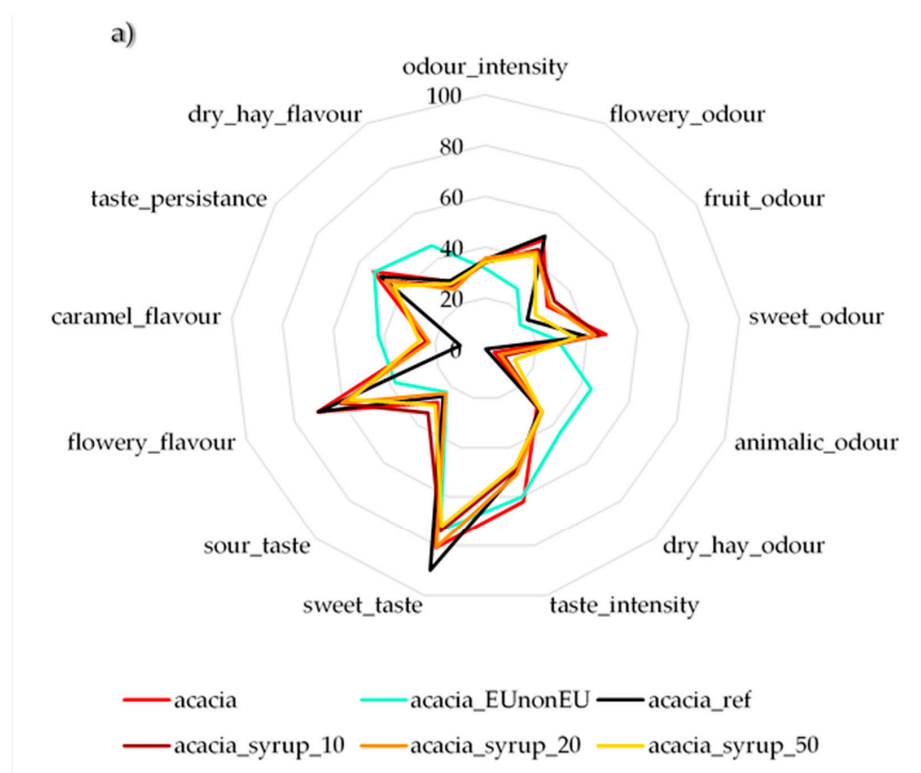 a)
odour_intensity
100
dry_hay_flavour
flowery_odour
80
taste_persistance
fruit_odour
60
40
20
caramel_flavour
sweet_odour
0
flowery_flavour
animalic_odour
sour_taste
dry_hay_odour
sweet_taste
taste_intensity
acacia
acacia_EUnonEU
acacia_ref
acacia_syrup_10
acacia_syrup_20
acacia_syrup_50